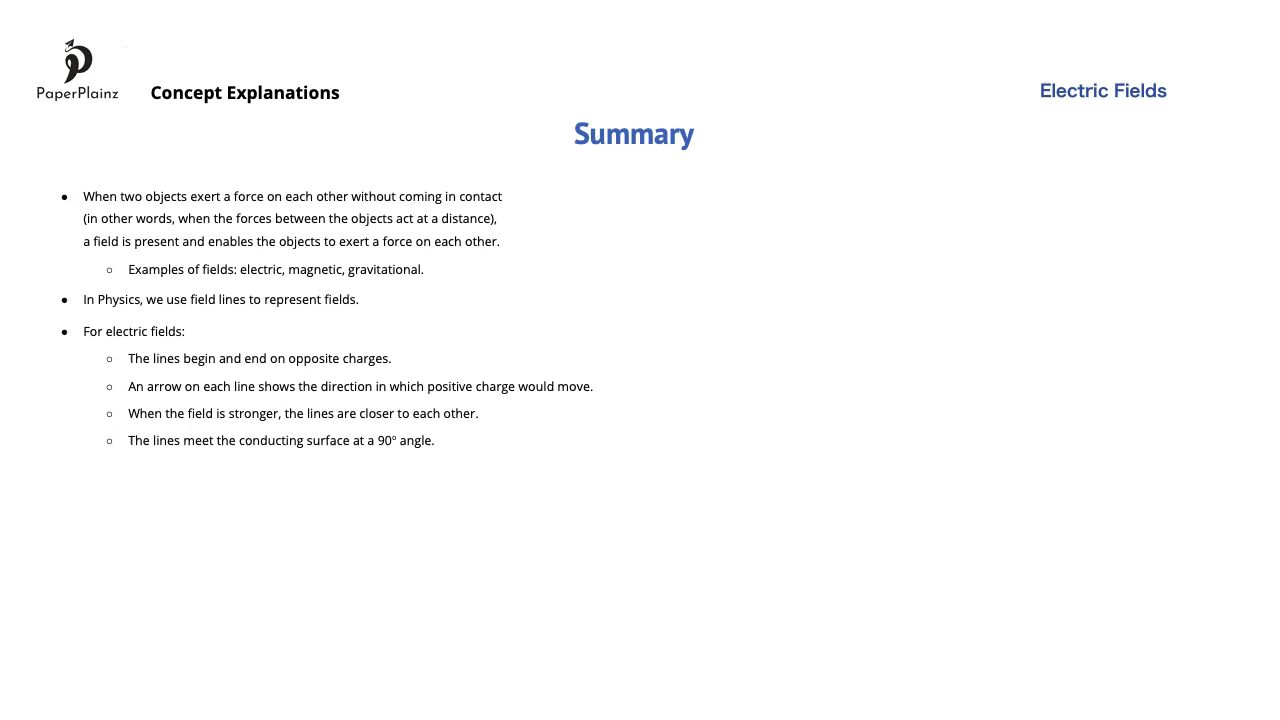 PaperPlainz
Concept Explanations
Electric Fields
Summary
● When two objects exert a force on each other without coming in contact
(in other words, when the forces between the objects act at a distance),
a field is present and enables the objects to exert a force on each other.
○ Examples of fields: electric, magnetic, gravitational.
● In Physics, we use field lines to represent fields.
● For electric fields:
○ The lines begin and end on opposite charges.
○ An arrow on each line shows the direction in which positive charge would move.
○ When the field is stronger, the lines are closer to each other.
○ The lines meet the conducting surface at a 90° angle.